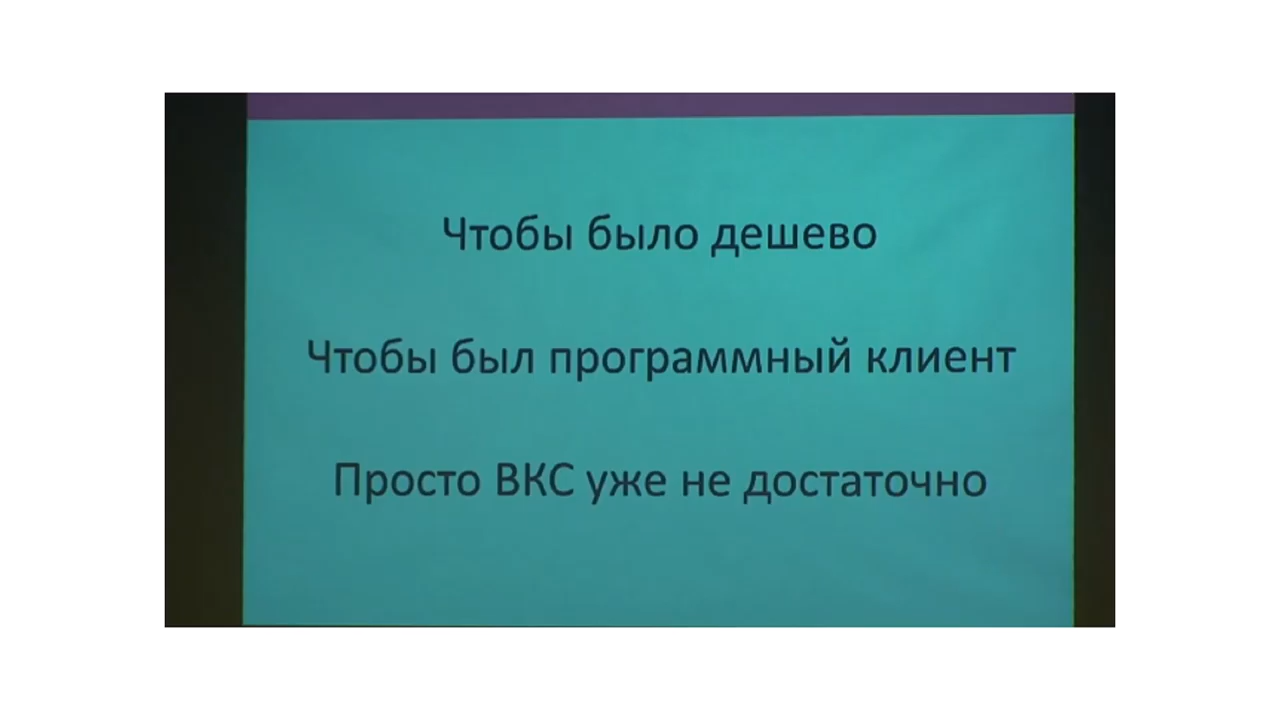 Чтобы было дешево
Чтобы был программный клиент
Просто ВКС уже не достаточно